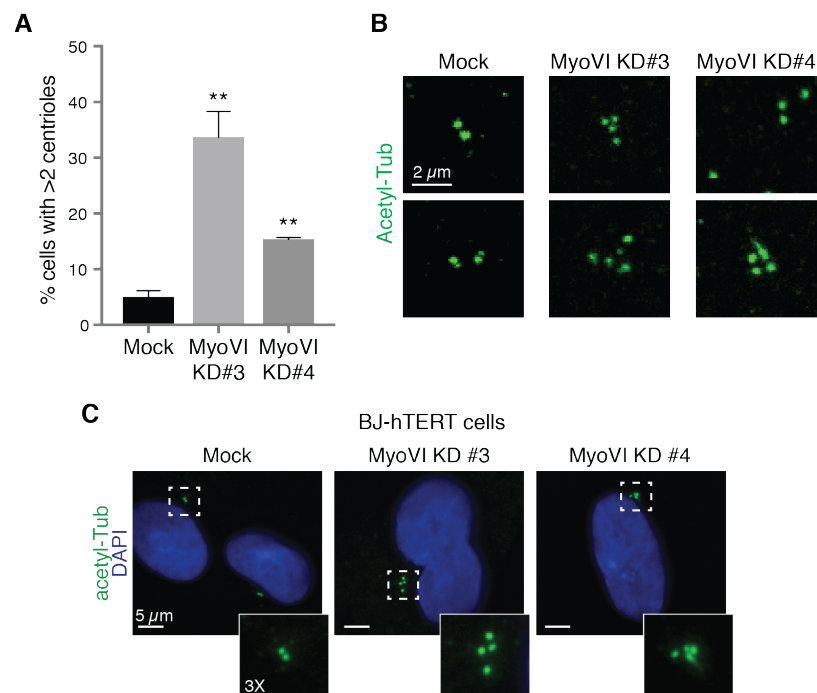 A
% cells with >2 centrioles
50
40
30
20
10
0
**
**
Mock
MyoVI
KD#3
MyoVI
KD#4
B
Mock
MyoVI KD#3
MyoVI KD#4
Acetyl-Tub
2 µm
C
BJ-hTERT cells
Mock
MyoVI KD #3
MyoVI KD #4
acetyl-Tub
DAPI
5 µm
3X